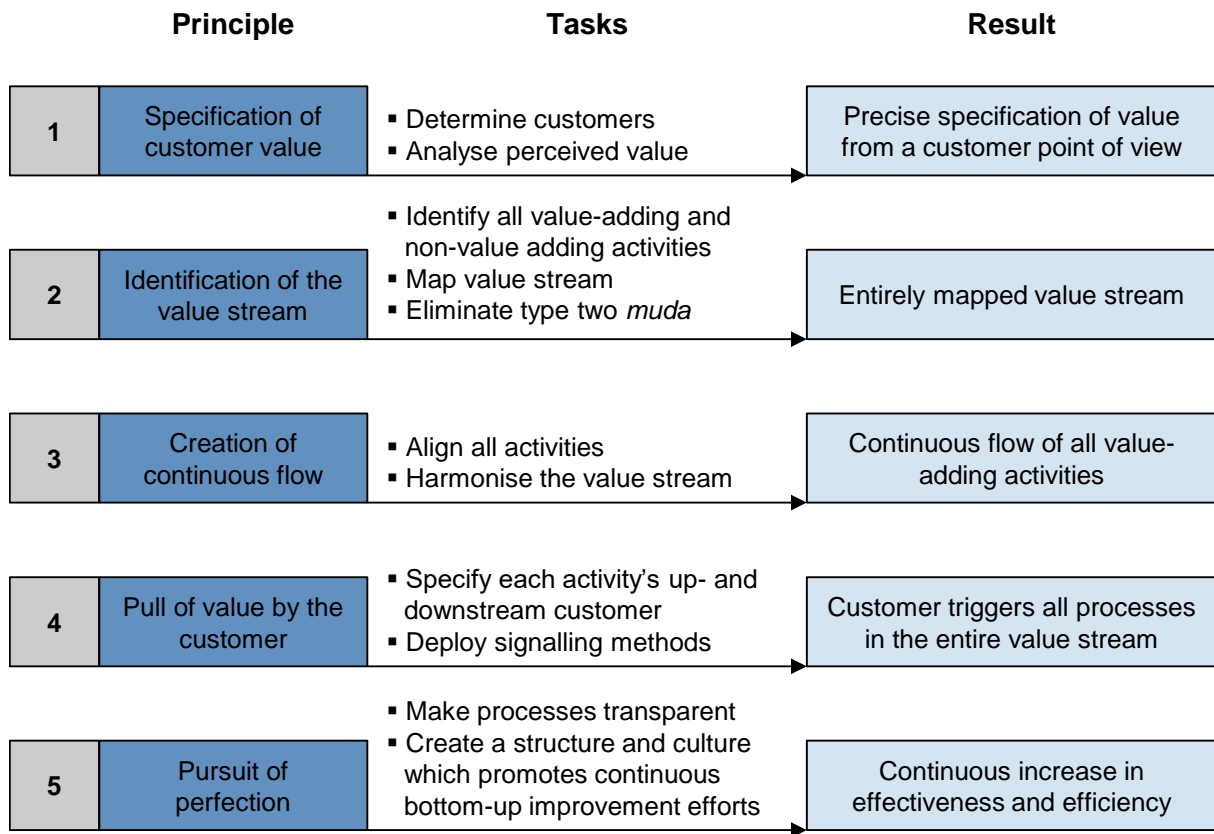 Principle
Tasks
Result
1
Specification of
customer value
▪ Determine customers
▪ Analyse perceived value
Precise specification of value
from a customer point of view
2
Identification of the
value stream
▪ Identify all value-adding and
non-value adding activities
▪ Map value stream
▪ Eliminate type two muda
Entirely mapped value stream
3
Creation of
continuous flow
▪ Align all activities
▪ Harmonise the value stream
Continuous flow of all value-
adding activities
4
Pull of value by the
customer
▪ Specify each activity’s up- and
downstream customer
▪ Deploy signalling methods
Customer triggers all processes
in the entire value stream
5
Pursuit of
perfection
▪ Make processes transparent
▪ Create a structure and culture
which promotes continuous
bottom-up improvement efforts
Continuous increase in
effectiveness and efficiency